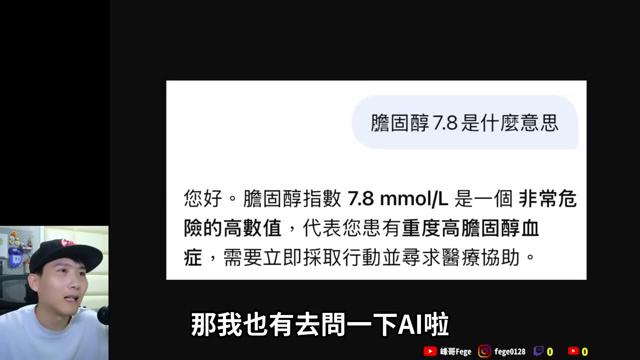 膽固醇 7.8 是什麼意思
您好。膽固醇指數 7.8 mmol/L 是一個 非常危
險的高數值，代表您患有重度高膽固醇血
症，需要立即採取行動並尋求醫療協助。
那我也有去問一下AI啦
峰哥Fege fege0128 0 0